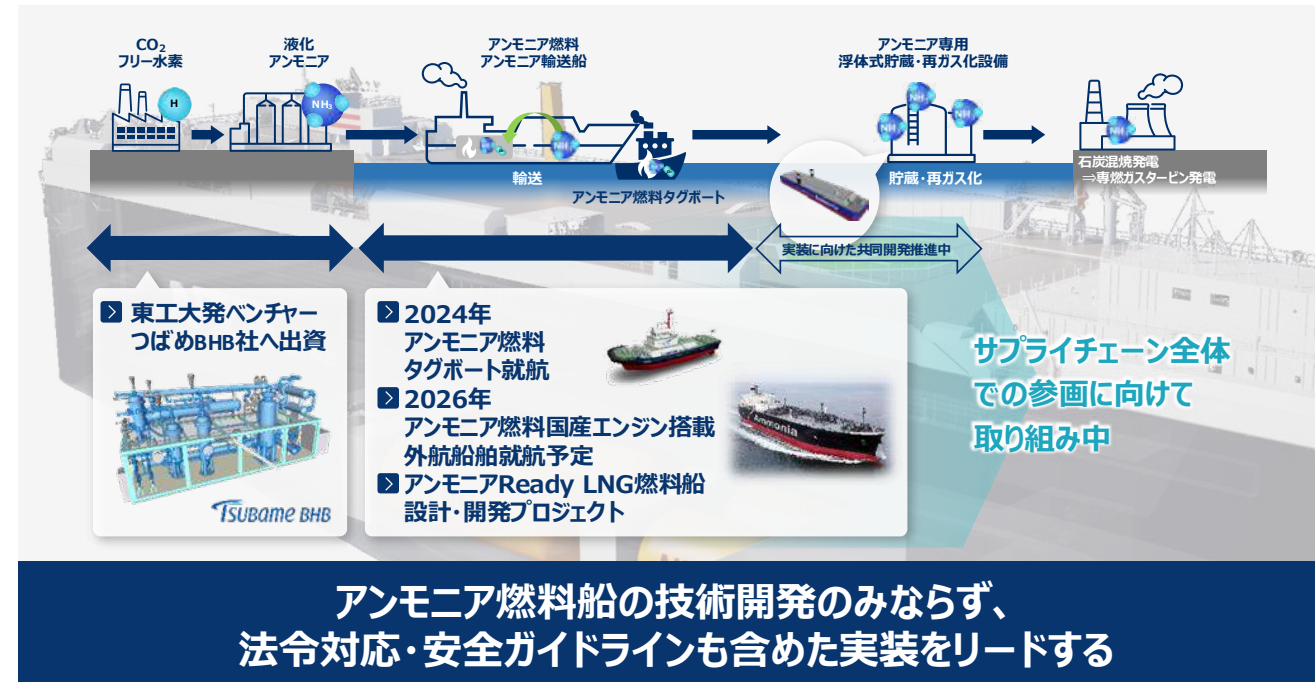 CO₂
フリー水素
液化
アンモニア
アンモニア燃料
アンモニア輸送船
アンモニア専用
浮体式貯蔵・再ガス化設備
H
NH₃
NH₃
NH₃
NH₃
NH₃
NH₃
輸送
アンモニア燃料タグボート
貯蔵・再ガス化
石炭混焼発電
⇒専燃ガスタービン発電
実装に向けた共同開発推進中
東工大発ベンチャー
つばめBHB社へ出資
TSUBAME BHB
2024年
アンモニア燃料
タグボート就航
2026年
アンモニア燃料国産エンジン搭載
外航船舶就航予定
アンモニアReady LNG燃料船
設計・開発プロジェクト
Ammonia
サプライチェーン全体
での参画に向けて
取り組み中
アンモニア燃料船の技術開発のみならず、
法令対応・安全ガイドラインも含めた実装をリードする